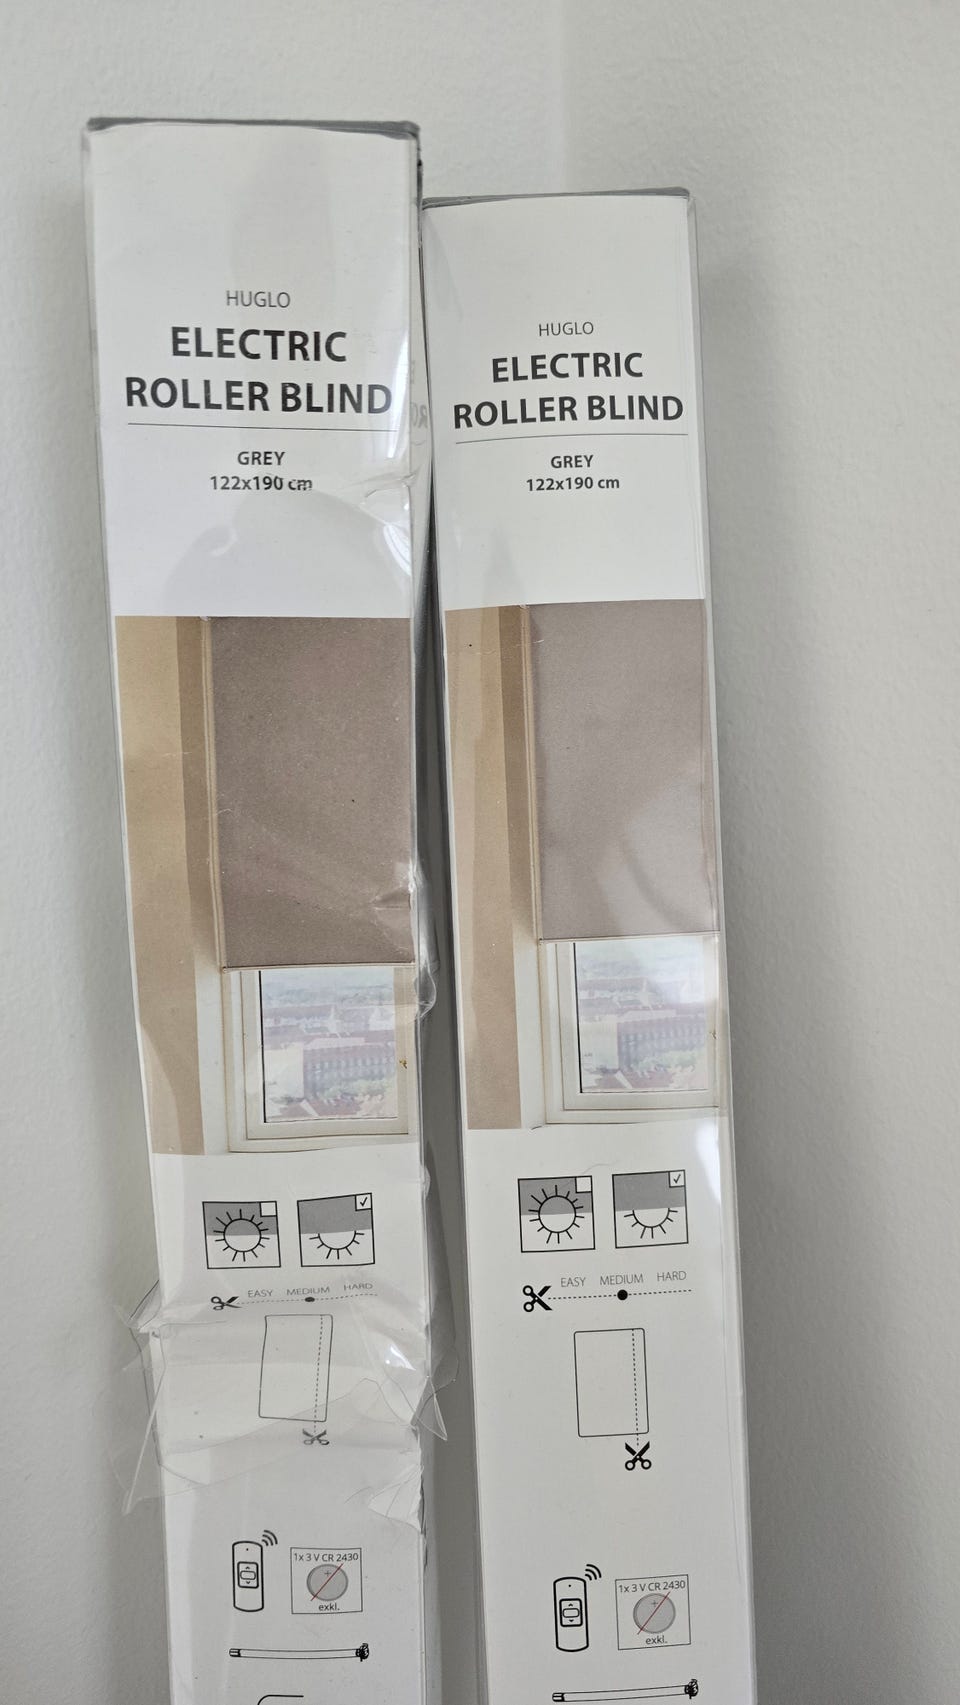 HUGLO
ELECTRIC
ROLLER BLIND
GREY
122x190 cm
EASY MEDIUM HARD
1x 3 V CR 2430
exkl.
HUGLO
ELECTRIC
ROLLER BLIND
GREY
122x190 cm
EASY MEDIUM HARD
1x 3 V CR 2430
exkl.